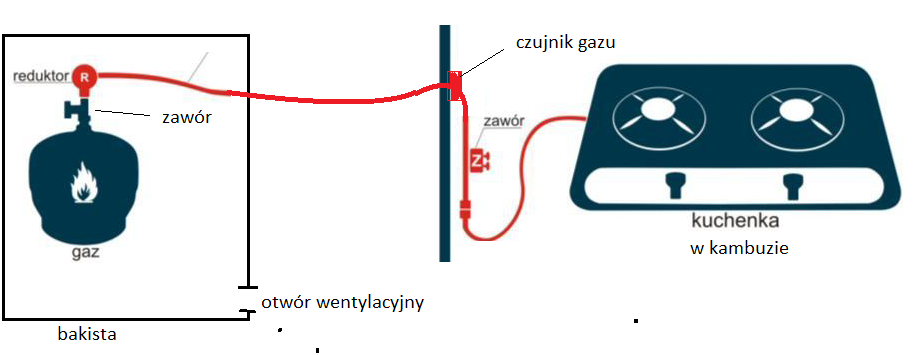 czujnik gazu
reduktor
R
zawór
zawór
Z
gaz
kuchenka
w kambuzie
otwór wentylacyjny
bakista